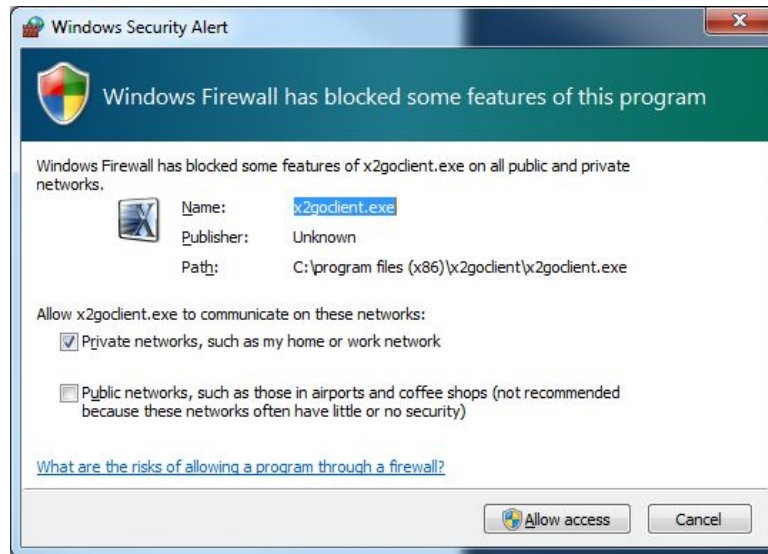 Windows Security Alert
Windows Firewall has blocked some features of this program
Windows Firewall has blocked some features of x2goclient.exe on all public and private
networks.
Name: x2goclient.exe
Publisher: Unknown
Path: C:\program files (x86)\x2goclient\x2goclient.exe
Allow x2goclient.exe to communicate on these networks:
Private networks, such as my home or work network
Public networks, such as those in airports and coffee shops (not recommended
because these networks often have little or no security)
What are the risks of allowing a program through a firewall?
Allow access Cancel